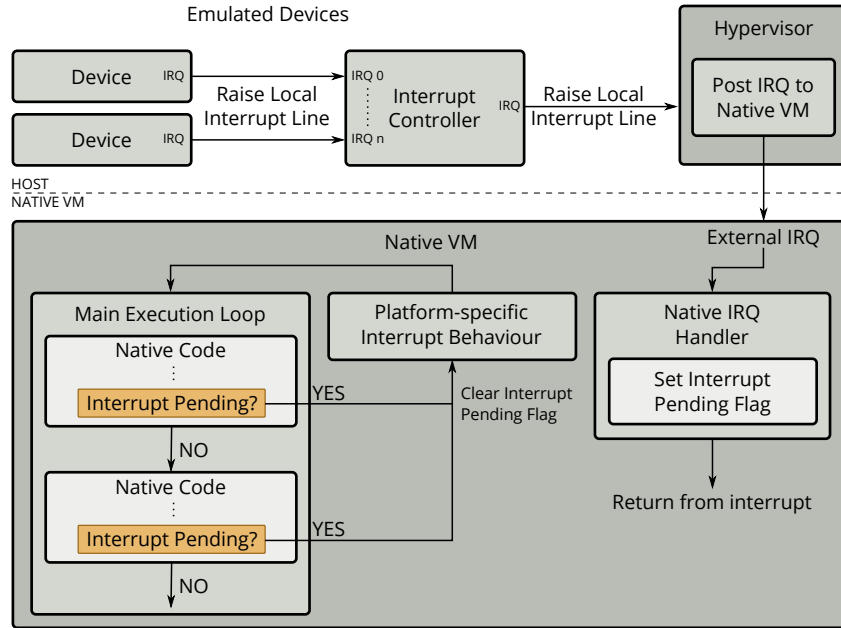 Emulated Devices
Hypervisor
Device
IRQ
IRQ 0
Raise Local
Interrupt Line
Interrupt
Controller
IRQ
Raise Local
Interrupt Line
Post IRQ to
Native VM
Device
IRQ
IRQ n
HOST
NATIVE VM
Native VM
External IRQ
Main Execution Loop
Platform-specific
Interrupt Behaviour
Native IRQ
Handler
Native Code
Interrupt Pending?
YES
Clear Interrupt
Pending Flag
Set Interrupt
Pending Flag
NO
Native Code
Return from interrupt
Interrupt Pending?
YES
NO